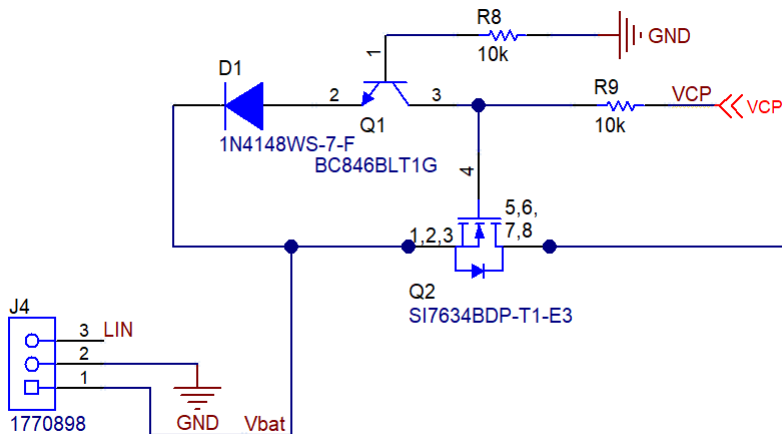 R8
1
10k
GND
D1
R9
2
3
VCP
VCP
Q1
10k
1N4148WS-7-F
BC846BLT1G
4
5,6,
1,2,3
7,8
Q2
J4
SI7634BDP-T1-E3
3
LIN
2
1
1770898
GND
Vbat